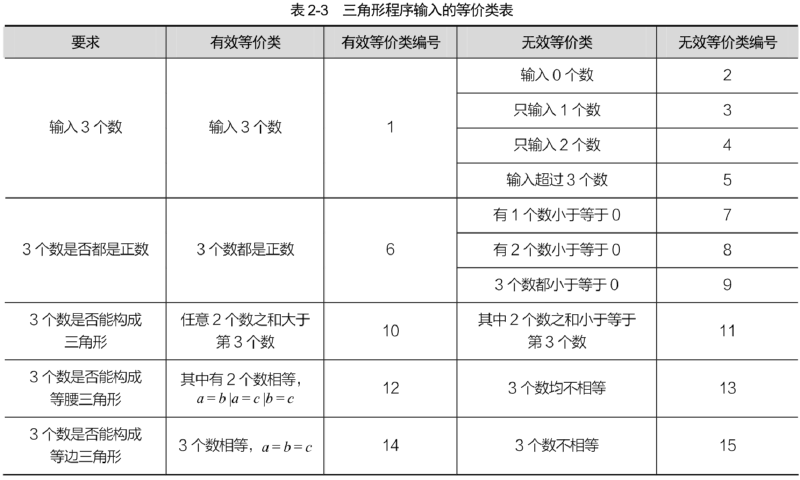 表 2-3 三角形程序输入的等价类表
要求 有效等价类 有效等价类编号 无效等价类 无效等价类编号
输入 3 个数 输入 3 个数 1
输入 0 个数 2
只输入 1 个数 3
只输入 2 个数 4
输入超过 3 个数 5
3 个数是否都是正数 3 个数都是正数 6
有 1 个数小于等于 0 7
有 2 个数小于等于 0 8
3 个数都小于等于 0 9
3 个数是否能构成
三角形
任意 2 个数之和大于
第 3 个数
10
其中 2 个数之和小于等于
第 3 个数
11
3 个数是否能构成
等腰三角形
其中有 2 个数相等,
a = b |a = c |b = c
12
3 个数均不相等
13
3 个数是否能构成
等边三角形
3 个数相等, a = b = c
14
3 个数不相等
15